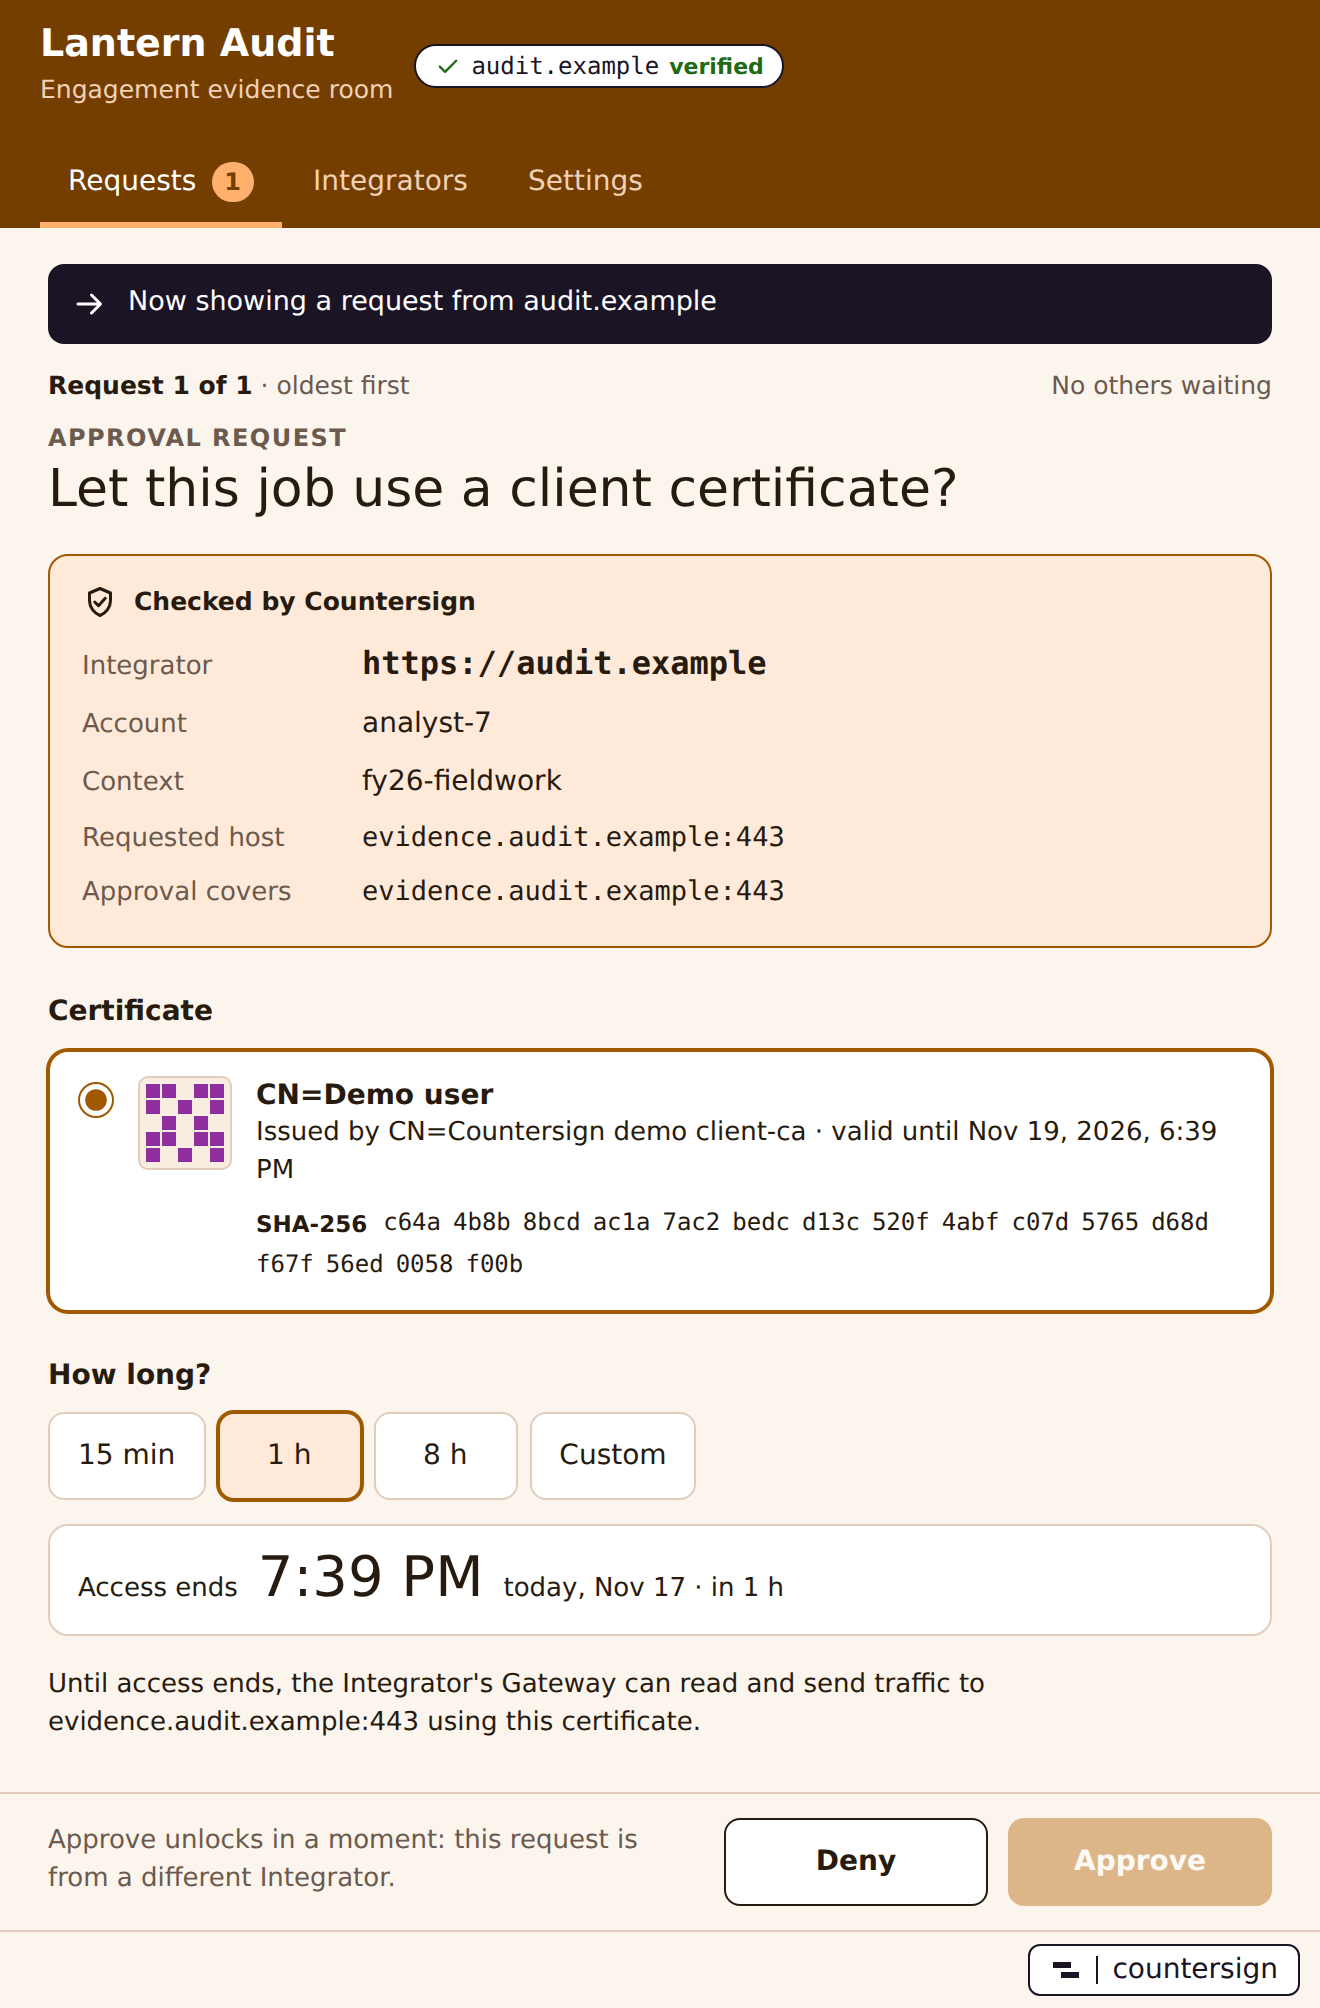 Lantern Audit
Engagement evidence room
audit.example verified
Requests 1
Integrators
Settings
Now showing a request from audit.example
Request 1 of 1 · oldest first
No others waiting
APPROVAL REQUEST
Let this job use a client certificate?
Checked by Countersign
Integrator https://audit.example
Account analyst-7
Context fy26-fieldwork
Requested host evidence.audit.example:443
Approval covers evidence.audit.example:443
Certificate
CN=Demo user
Issued by CN=Countersign demo client-ca · valid until Nov 19, 2026, 6:39
PM
SHA-256 c64a 4b8b 8bcd ac1a 7ac2 bedc d13c 520f 4abf c07d 5765 d68d
f67f 56ed 0058 f00b
How long?
15 min
1 h
8 h
Custom
Access ends 7:39 PM today, Nov 17 · in 1 h
Until access ends, the Integrator's Gateway can read and send traffic to
evidence.audit.example:443 using this certificate.
Approve unlocks in a moment: this request is
from a different Integrator.
Deny
Approve
countersign